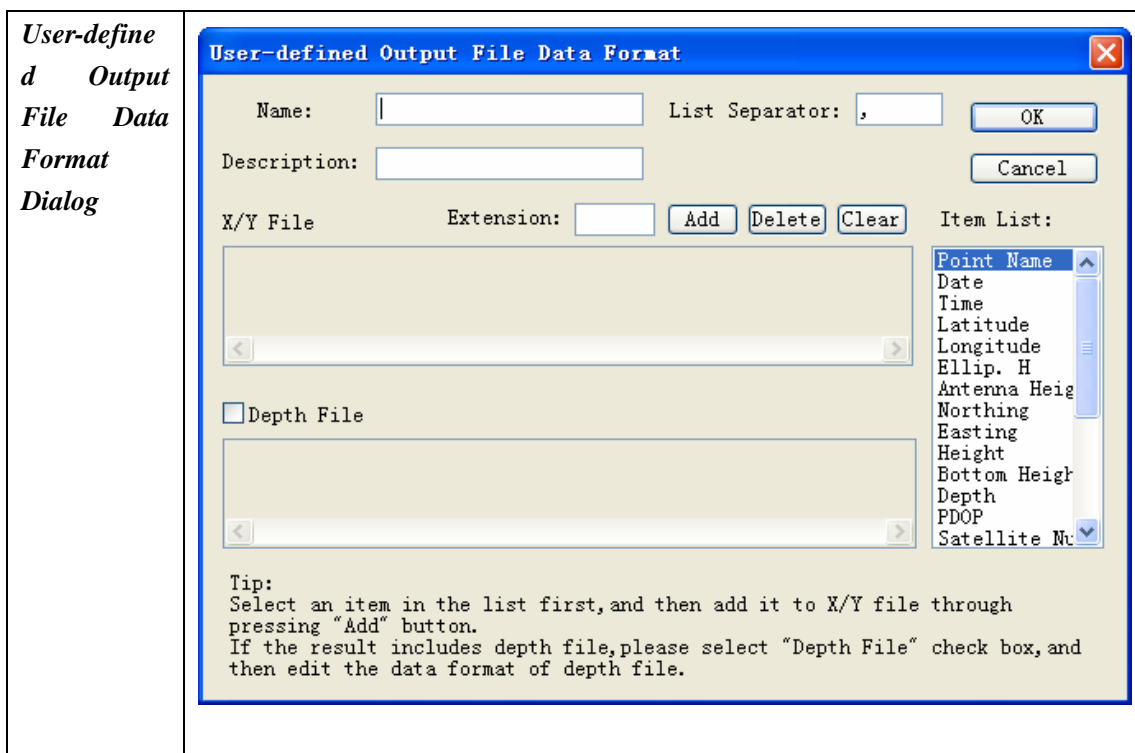 User-define
d Output
File Data
Format
Dialog
User-defined Output File Data Format
Name:
List Separator: ,
OK
Description:
Cancel
X/Y File
Extension:
Add
Delete
Clear
Item List:
Point Name
Date
Time
Latitude
Longitude
Ellip. H
Antenna Heig
Northing
Easting
Height
Bottom Heigh
Depth
PDOP
Satellite Nu
Depth File
Tip:
Select an item in the list first,and then add it to X/Y file through
pressing "Add" button.
If the result includes depth file,please select "Depth File" check box,and
then edit the data format of depth file.